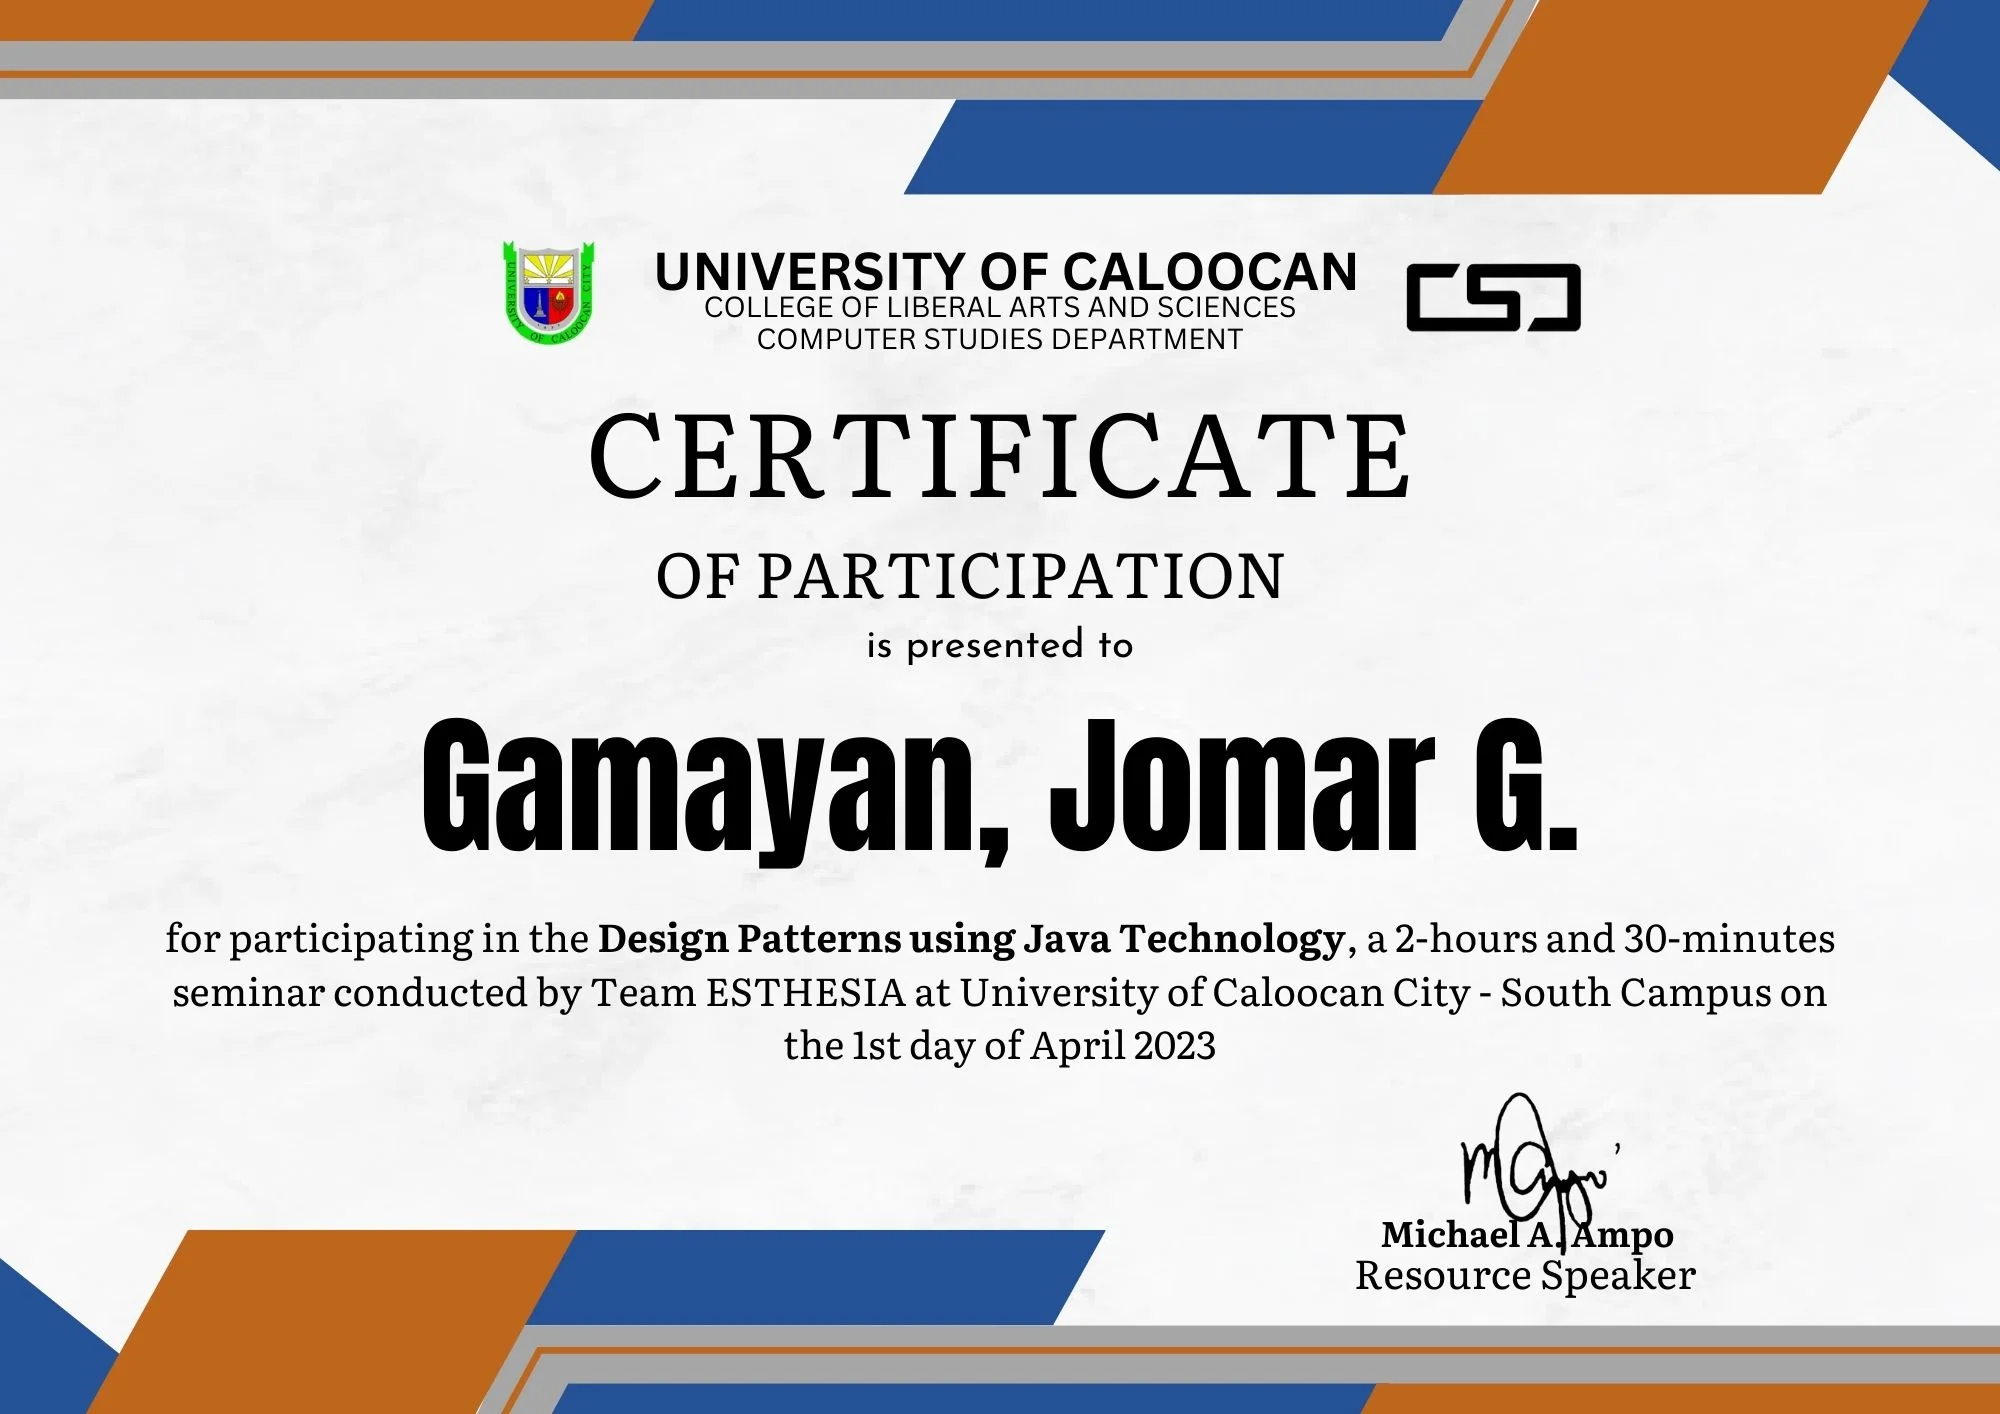 UNIVERSITY OF CALOOCAN CITY
UNIVERSITY OF CALOOCAN
COLLEGE OF LIBERAL ARTS AND SCIENCES
COMPUTER STUDIES DEPARTMENT
CSD
CERTIFICATE
OF PARTICIPATION
is presented to
Gamayan, Jomar G.
for participating in the Design Patterns using Java Technology, a 2-hours and 30-minutes
seminar conducted by Team ESTHESIA at University of Caloocan City - South Campus on
the 1st day of April 2023
Michael A. Ampo
Resource Speaker